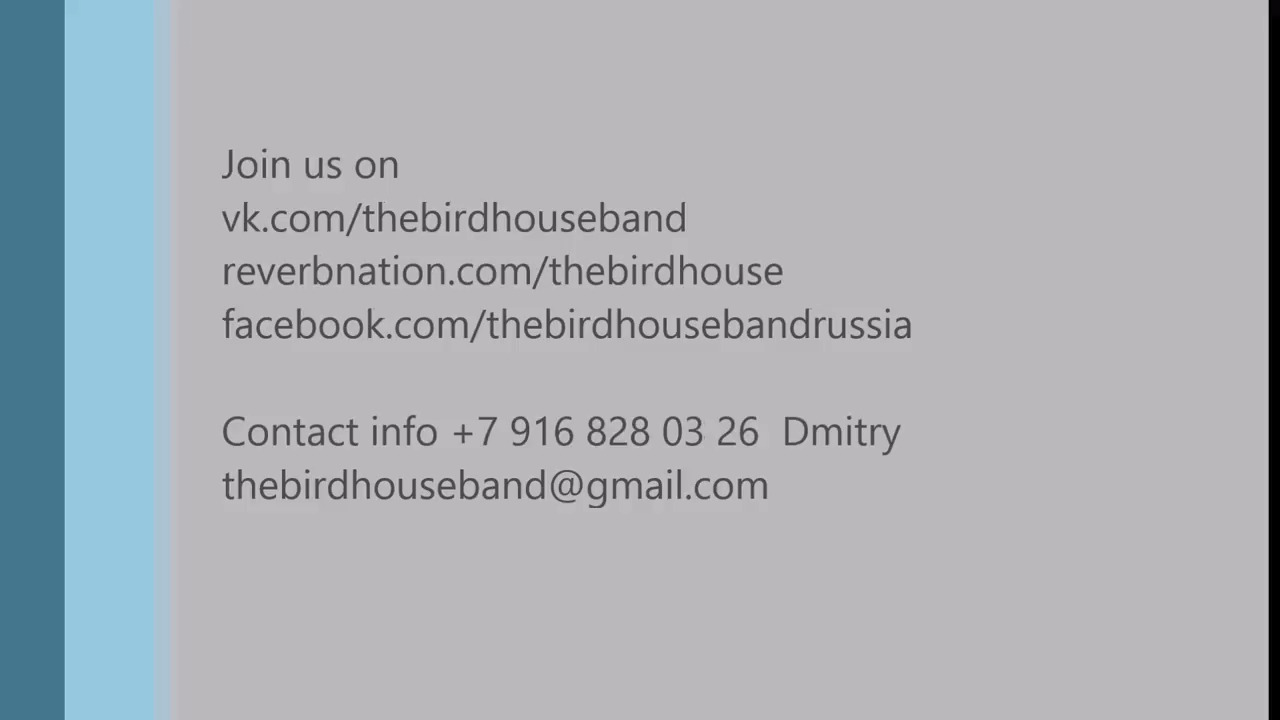 Join us on
vk.com/thebirdhouseband
reverbnation.com/thebirdhouse
facebook.com/thebirdhousebandrussia
Contact info +7 916 828 03 26  Dmitry
thebirdhouseband@gmail.com